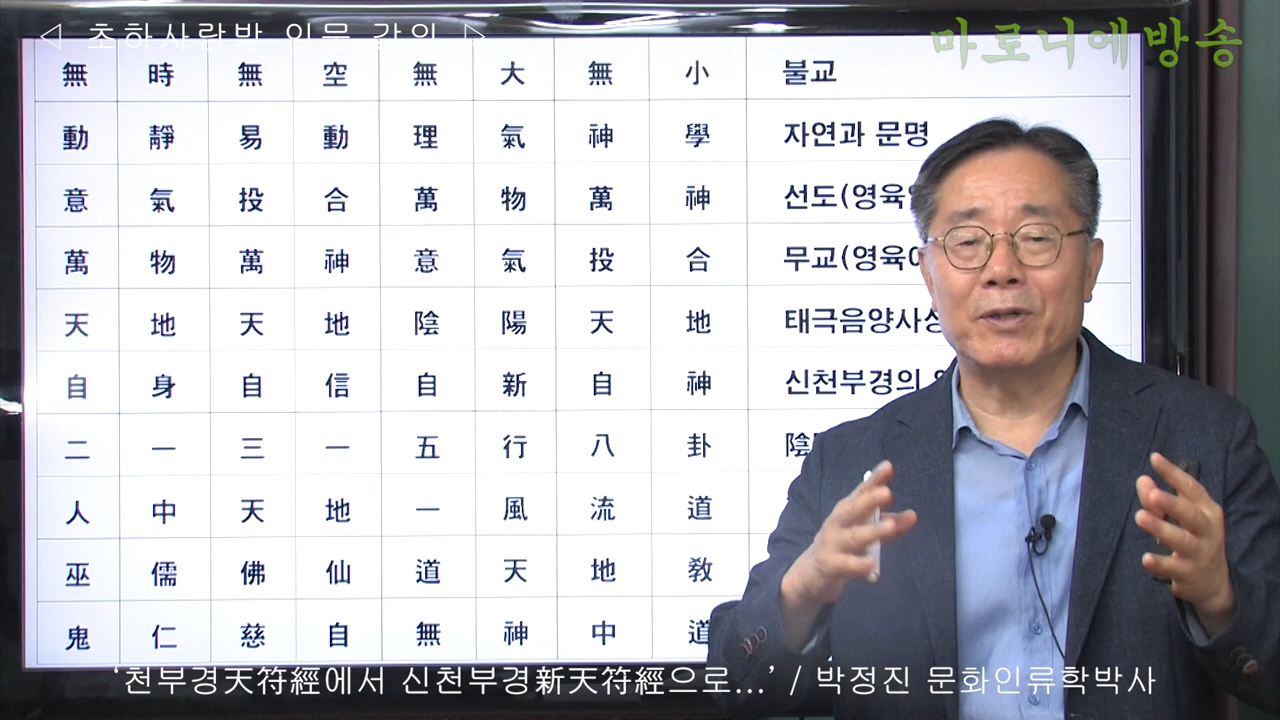 ◁ 초하사랑방 인문 강의 ▷
마로니에방송
無 時 無 空 無 大 無 小 불교
動 靜 易 動 理 氣 神 學 자연과 문명
意 氣 投 合 萬 物 萬 神 선도(영육
萬 物 萬 神 意 氣 投 合 무교(영육
天 地 天 地 陰 陽 天 地 태극음양사상
自 身 自 信 自 新 自 神 신천부경의
二 一 三 一 五 行 八 卦 陰
人 中 天 地 一 風 流 道
巫 儒 佛 仙 道 天 地 敎
鬼 仁 慈 自 無 神 中 道
‘천부경天符經에서 신천부경新天符經으로...’ / 박정진 문화인류학박사